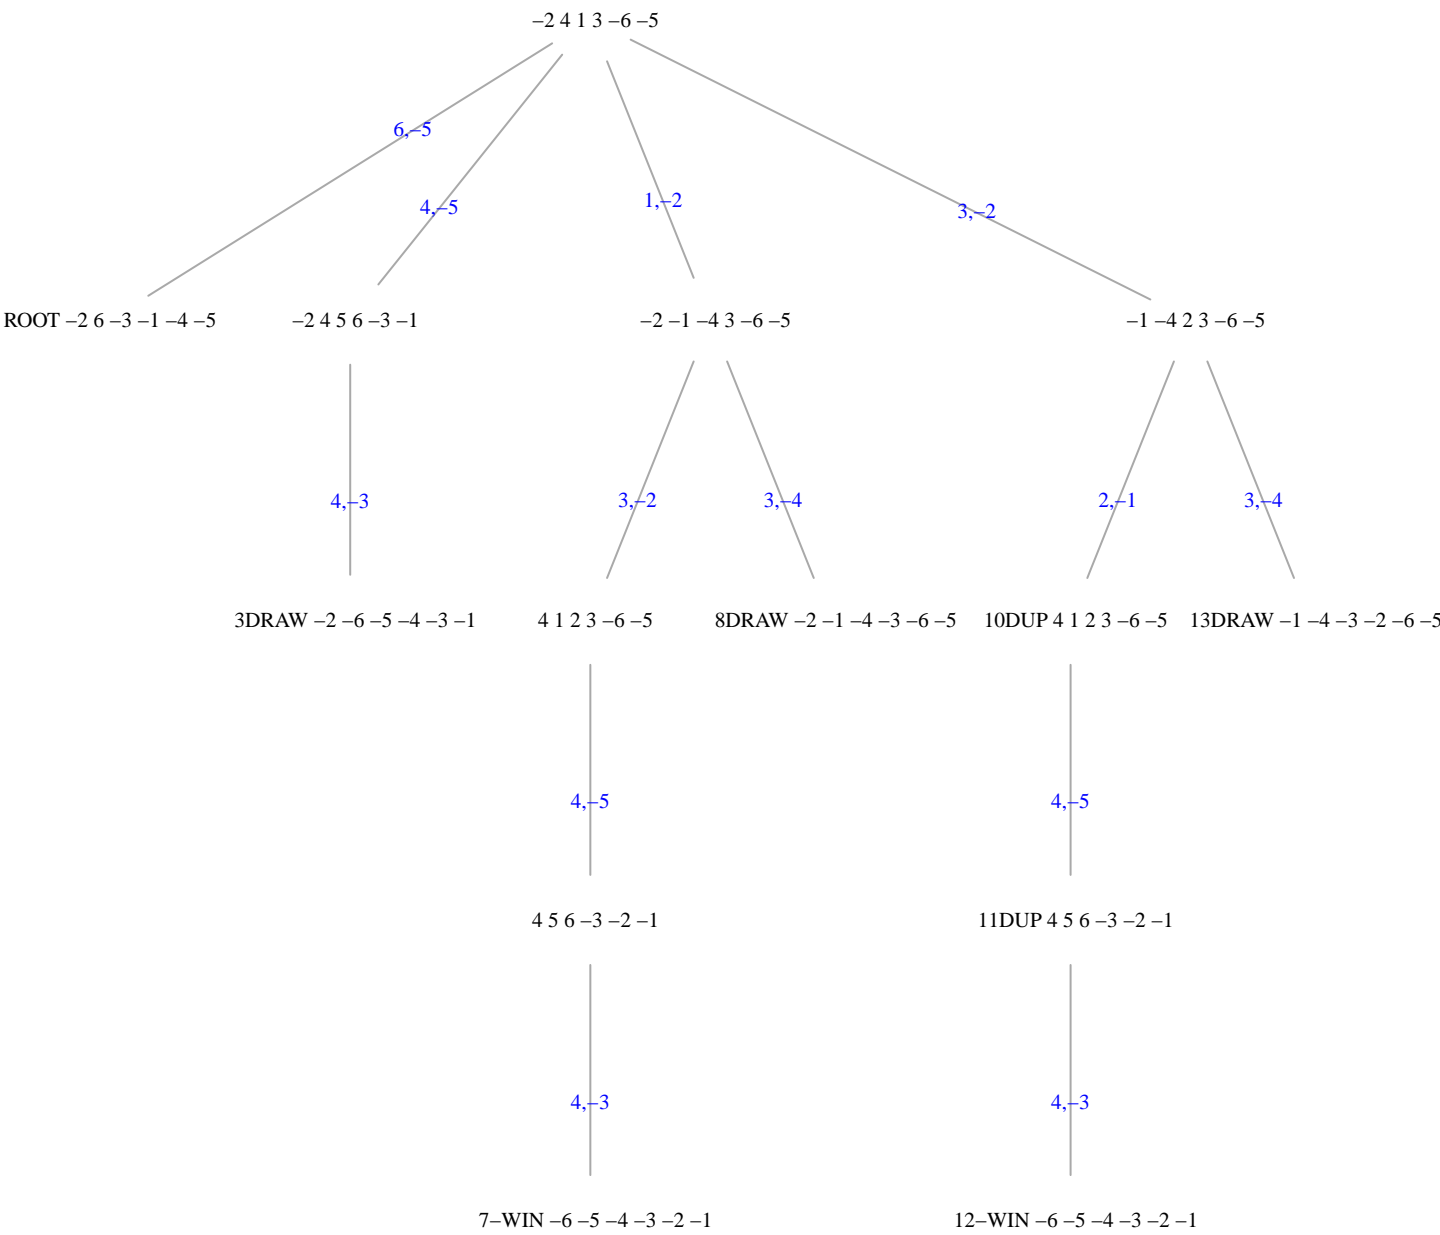 −2 4 1 3 −6 −5
6,−5
4,−5
1,−2
3,−2
ROOT −2 6 −3 −1 −4 −5
−2 4 5 6 −3 −1
−2 −1 −4 3 −6 −5
−1 −4 2 3 −6 −5
4,−3
3,−2
3,−4
2,−1
3,−4
3DRAW −2 −6 −5 −4 −3 −1
4 1 2 3 −6 −5
8DRAW −2 −1 −4 −3 −6 −5
10DUP 4 1 2 3 −6 −5
13DRAW −1 −4 −3 −2 −6 −5
4,−5
4,−5
4 5 6 −3 −2 −1
11DUP 4 5 6 −3 −2 −1
4,−3
4,−3
7−WIN −6 −5 −4 −3 −2 −1
12−WIN −6 −5 −4 −3 −2 −1